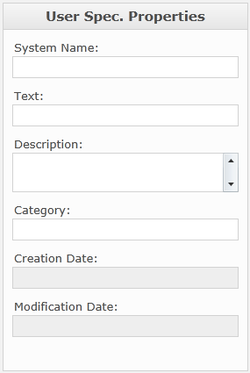 User Spec. Properties
System Name:
Text:
Description:
Category:
Creation Date:
Modification Date: